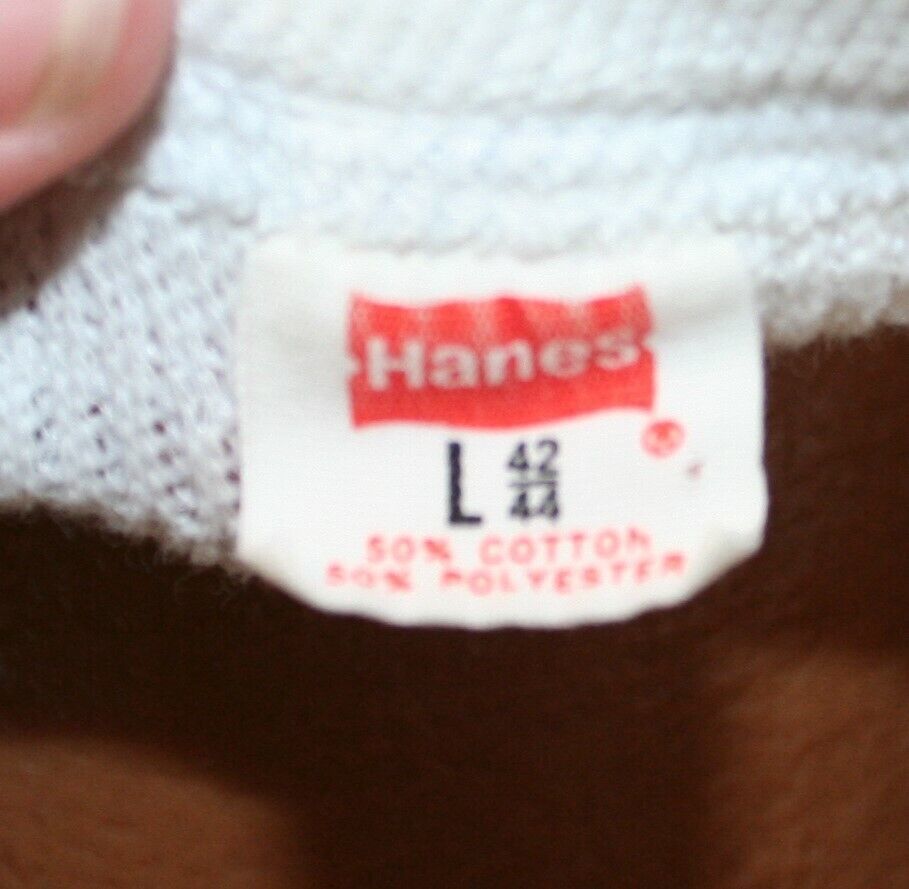 Hanes
®
L 42/44
50% COTTON
50% POLYESTER